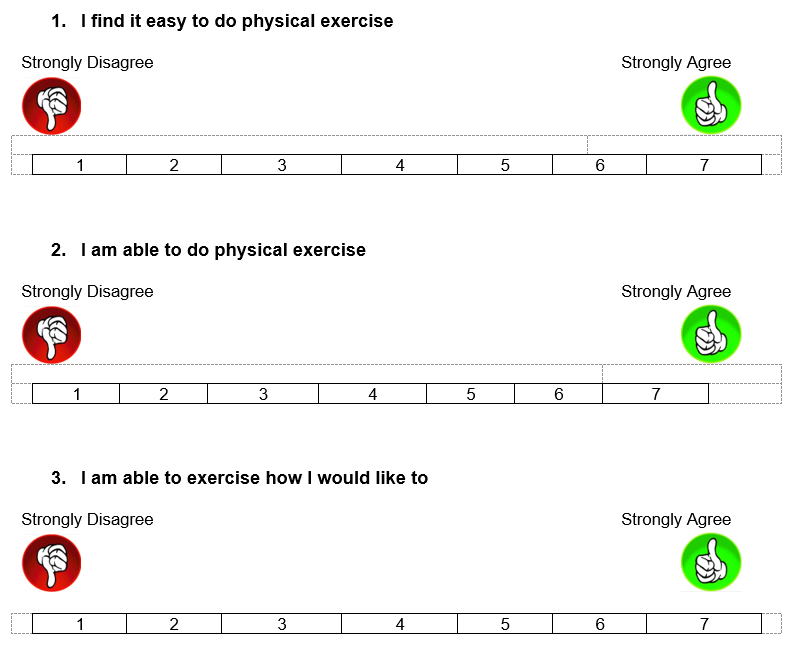 1. I find it easy to do physical exercise
Strongly Disagree Strongly Agree
1 2 3 4 5 6 7
2. I am able to do physical exercise
Strongly Disagree Strongly Agree
1 2 3 4 5 6 7
3. I am able to exercise how I would like to
Strongly Disagree Strongly Agree
1 2 3 4 5 6 7